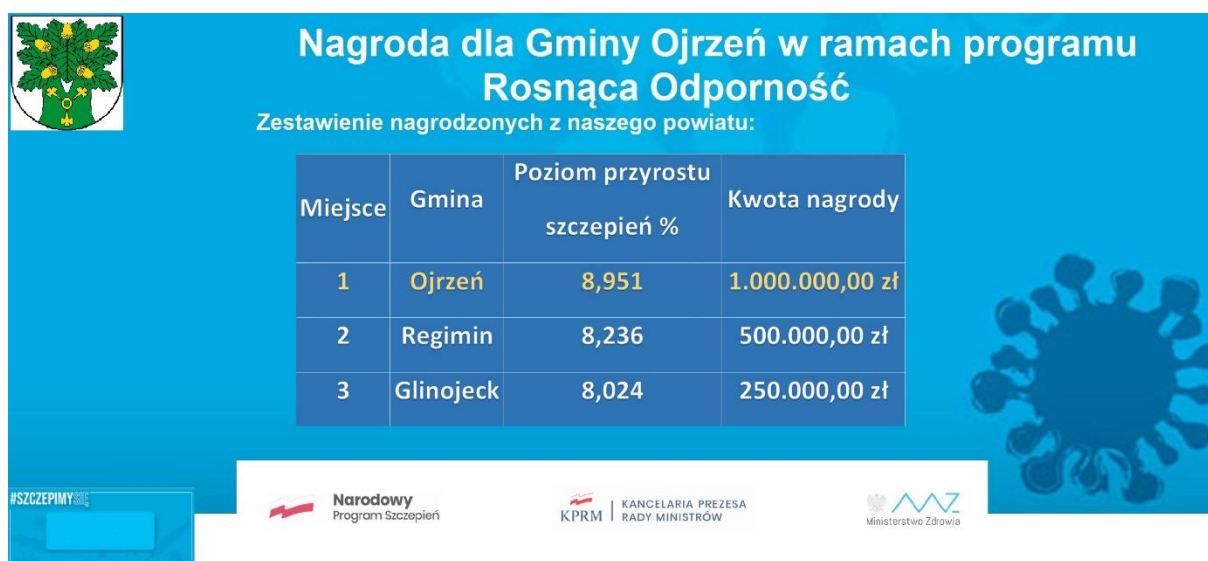 Nagroda dla Gminy Ojrzeń w ramach programu
Rosnąca Odporność
Zestawienie nagrodzonych z naszego powiatu:
Miejsce Gmina Poziom przyrostu szczepień % Kwota nagrody
1 Ojrzeń 8,951 1.000.000,00 zł
2 Regimin 8,236 500.000,00 zł
3 Glinojeck 8,024 250.000,00 zł
#SZCZEPIMYSIĘ
Narodowy
Program Szczepień
KPRM
KANCELARIA PREZESA
RADY MINISTRÓW
Ministerstwo Zdrowia